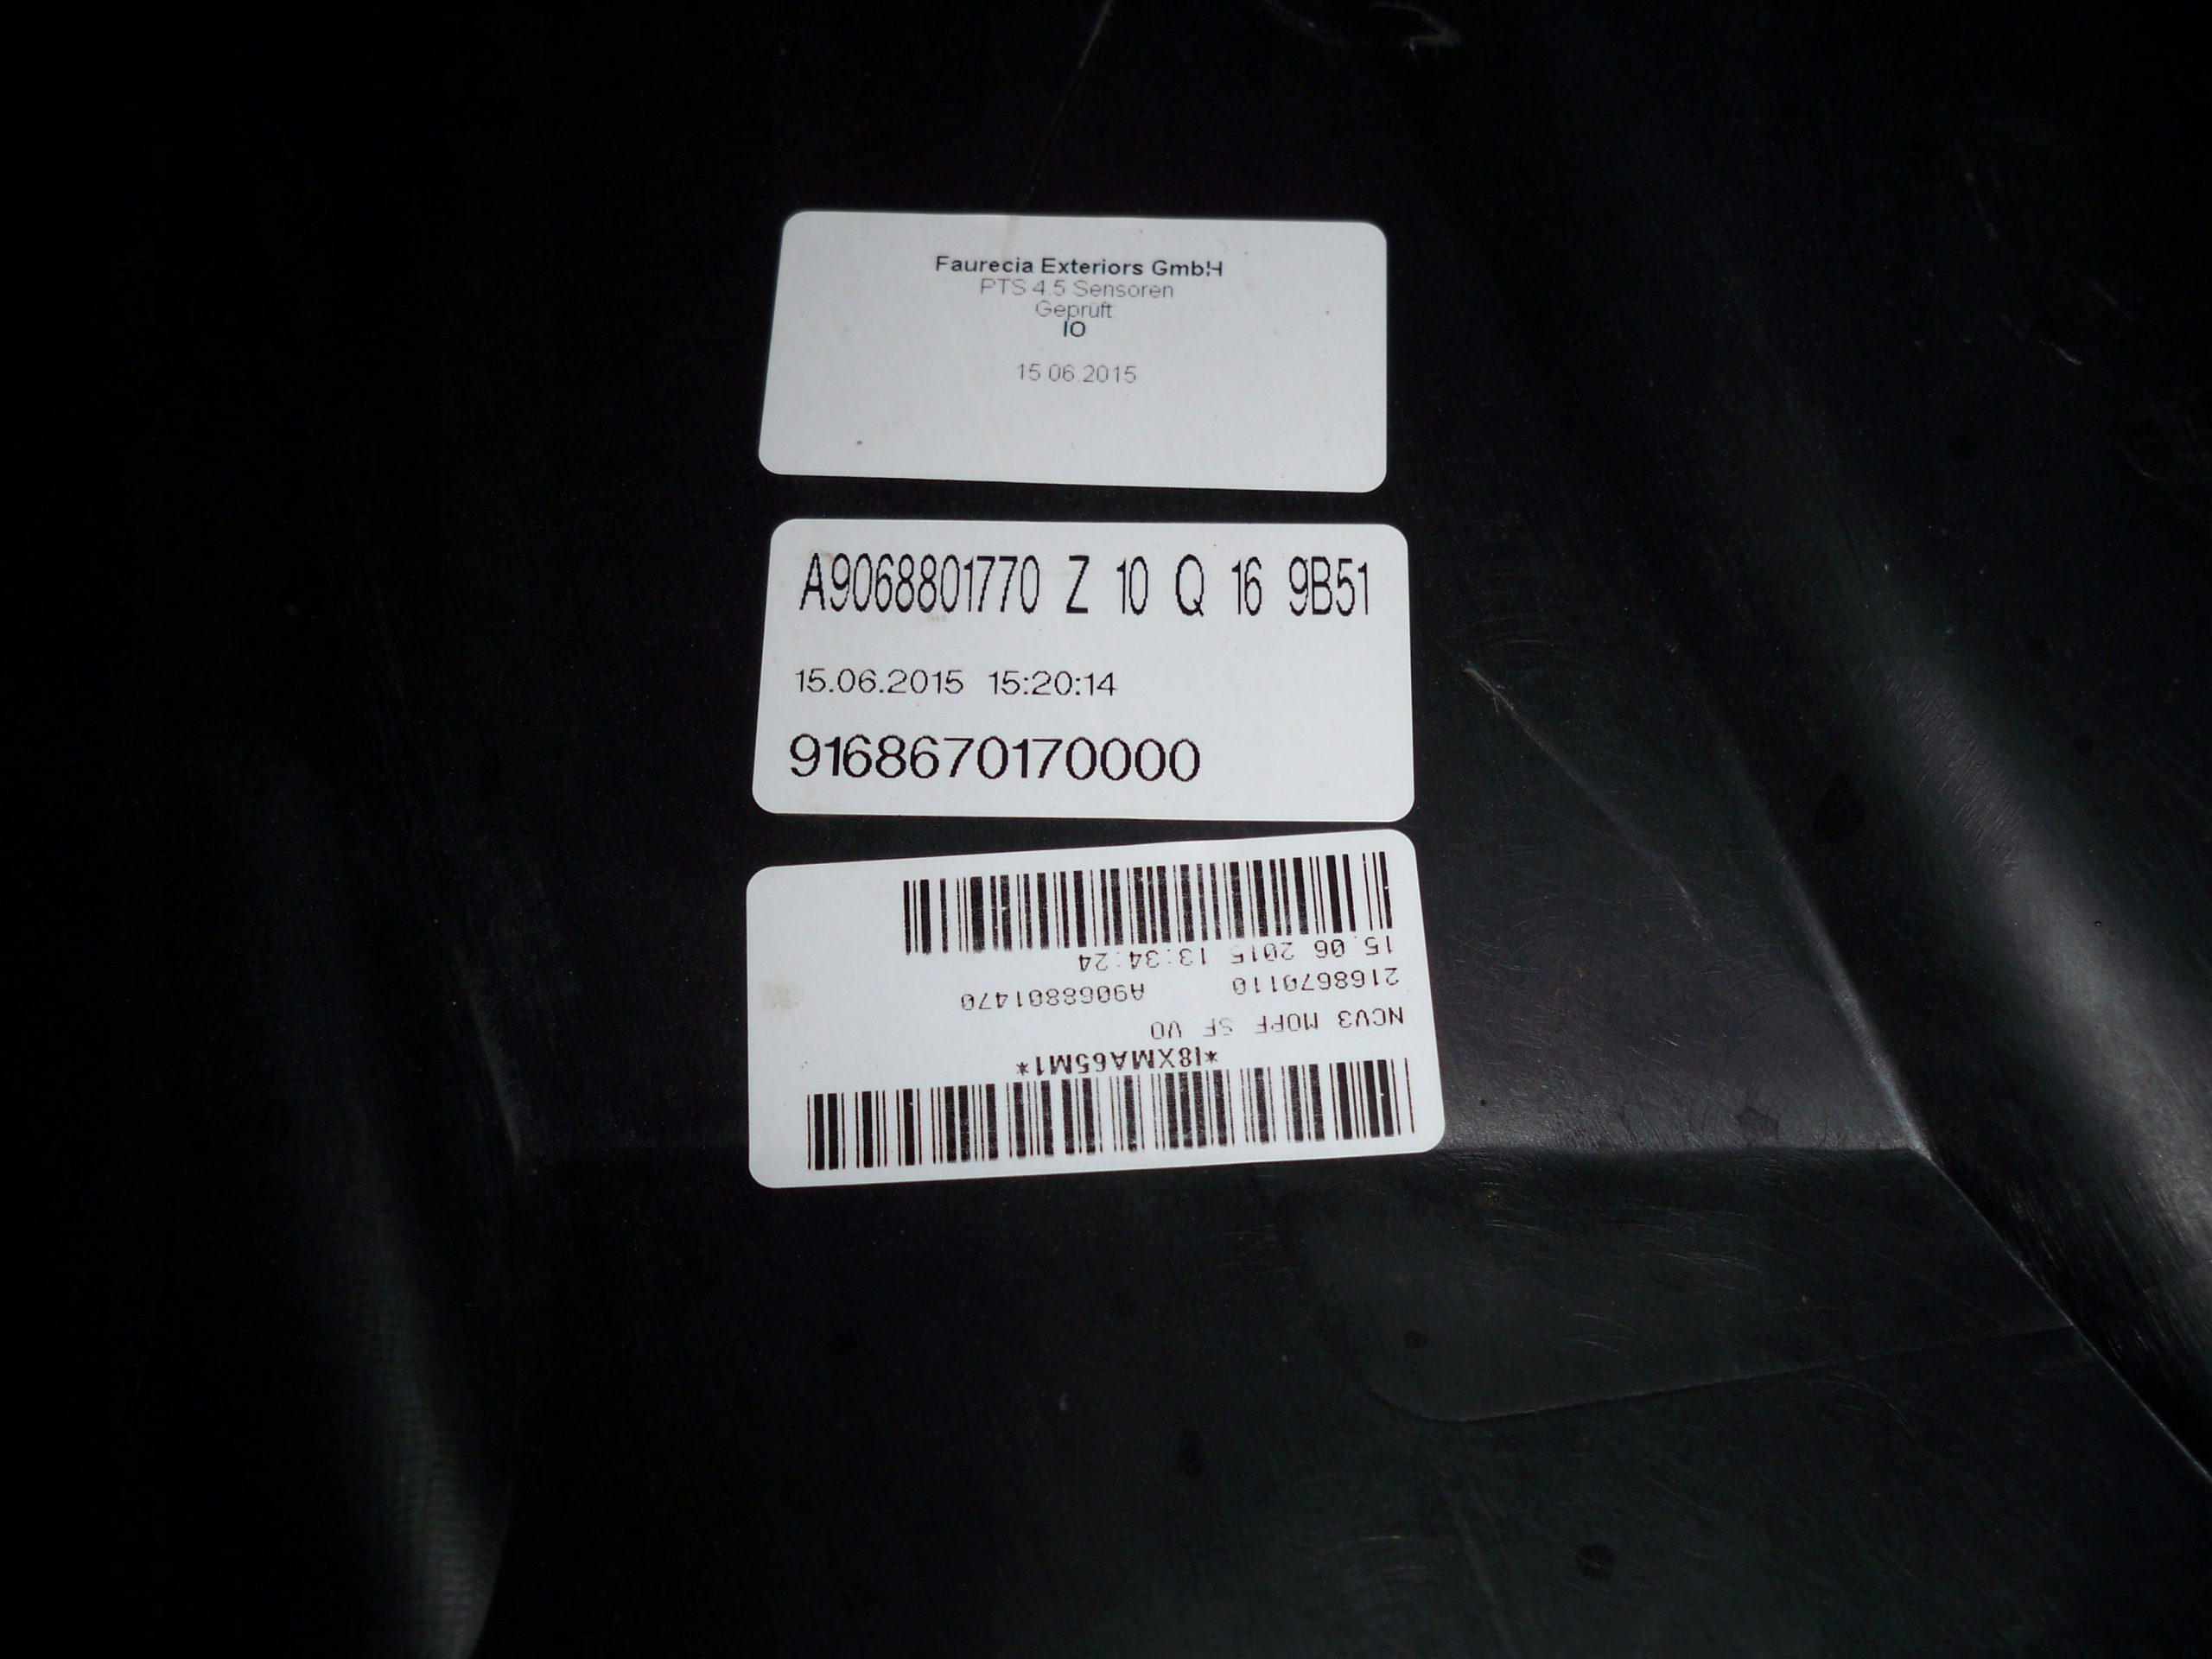 Faurecia Exteriors GmbH
PTS 4.5 Sensoren
Geprüft
IO
15.06.2015
A9068801770 Z 10 Q 16 9B51
15.06.2015 15:20:14
9168670170000
*I8XMA65M1*
NCV3 MOPF SF VO
2168670110 A9068801470
15.06.2015 13:34:24